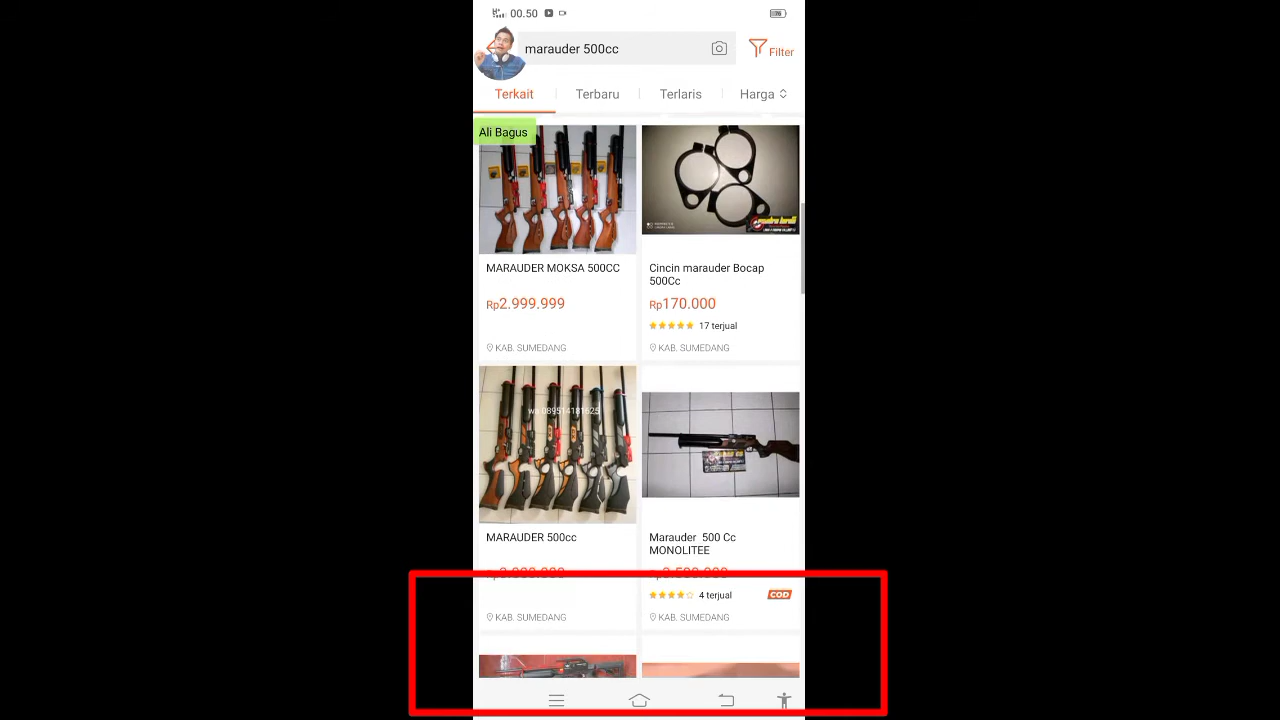 00.50
marauder 500cc
Filter
Terkait
Terbaru
Terlaris
Harga
Ali Bagus
MARAUDER MOKSA 500CC
Cincin marauder Bocap
500Cc
Rp2.999.999
Rp170.000
17 terjual
KAB. SUMEDANG
KAB. SUMEDANG
wa 089514181625
MARAUDER 500cc
Marauder 500 Cc
MONOLITEE
4 terjual
COD
KAB. SUMEDANG
KAB. SUMEDANG